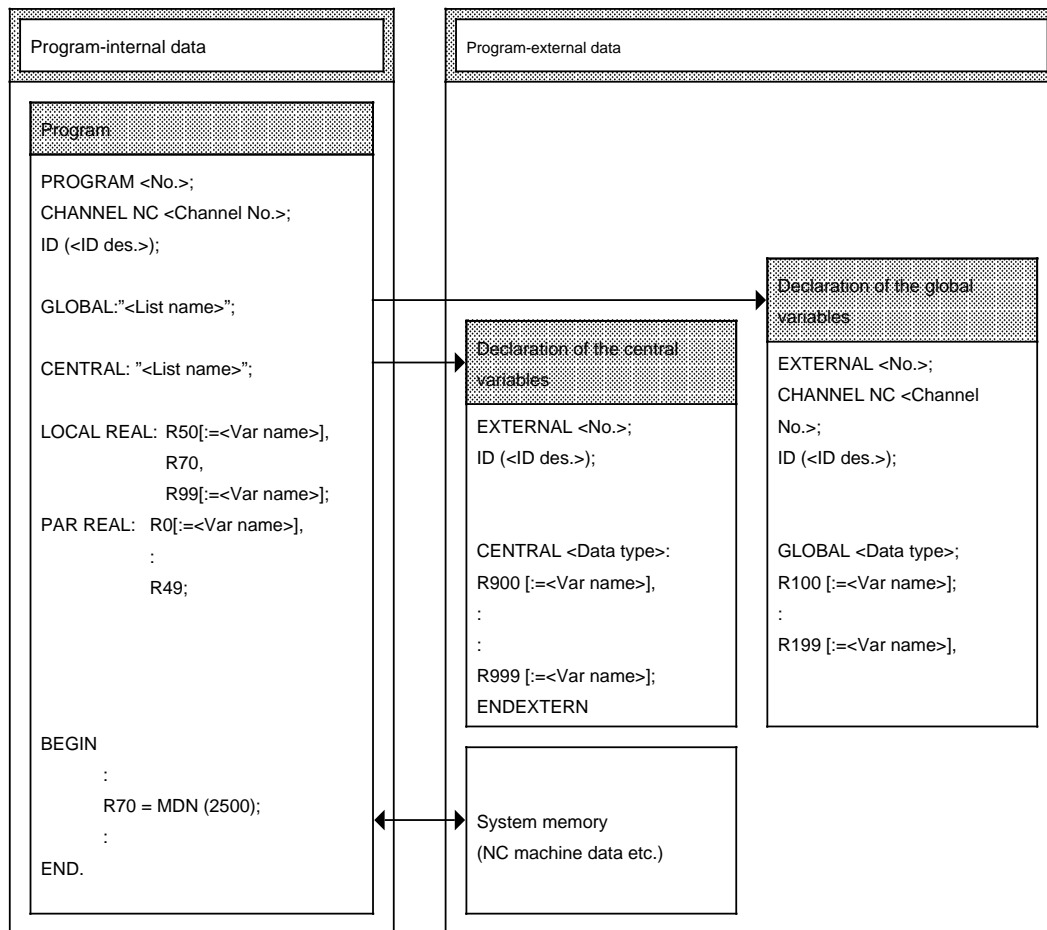 Program-internal data
Program
PROGRAM <No.>;
CHANNEL NC <Channel No.>;
ID (<ID des.>);
GLOBAL:”<List name>”;
CENTRAL: ”<List name>”;
LOCAL REAL: R50[:=<Var name>],
R70,
R99[:=<Var name>];
PAR REAL: R0[:=<Var name>],
:
R49;
BEGIN
:
R70 = MDN (2500);
:
END.
Program-external data
Declaration of the central
variables
EXTERNAL <No.>;
ID (<ID des.>);
CENTRAL <Data type>:
R900 [:=<Var name>],
:
:
R999 [:=<Var name>];
ENDEXTERN
System memory
(NC machine data etc.)
Declaration of the global
variables
EXTERNAL <No.>;
CHANNEL NC <Channel
No.>;
ID (<ID des.>);
GLOBAL <Data type>;
R100 [:=<Var name>];
:
R199 [:=<Var name>],